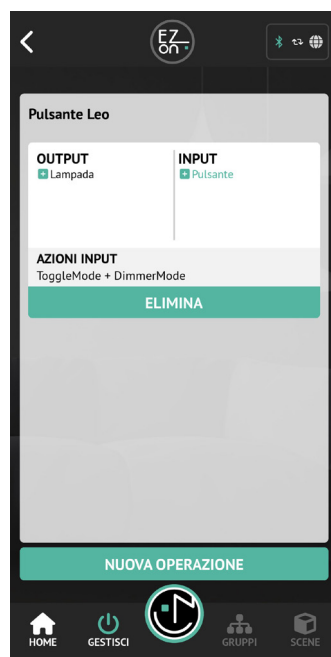 EZ
on
Pulsante Leo
OUTPUT
Lampada
INPUT
Pulsante
AZIONI INPUT
ToggleMode + DimmerMode
ELIMINA
NUOVA OPERAZIONE
HOME
GESTISCI
GRUPPI
SCENE